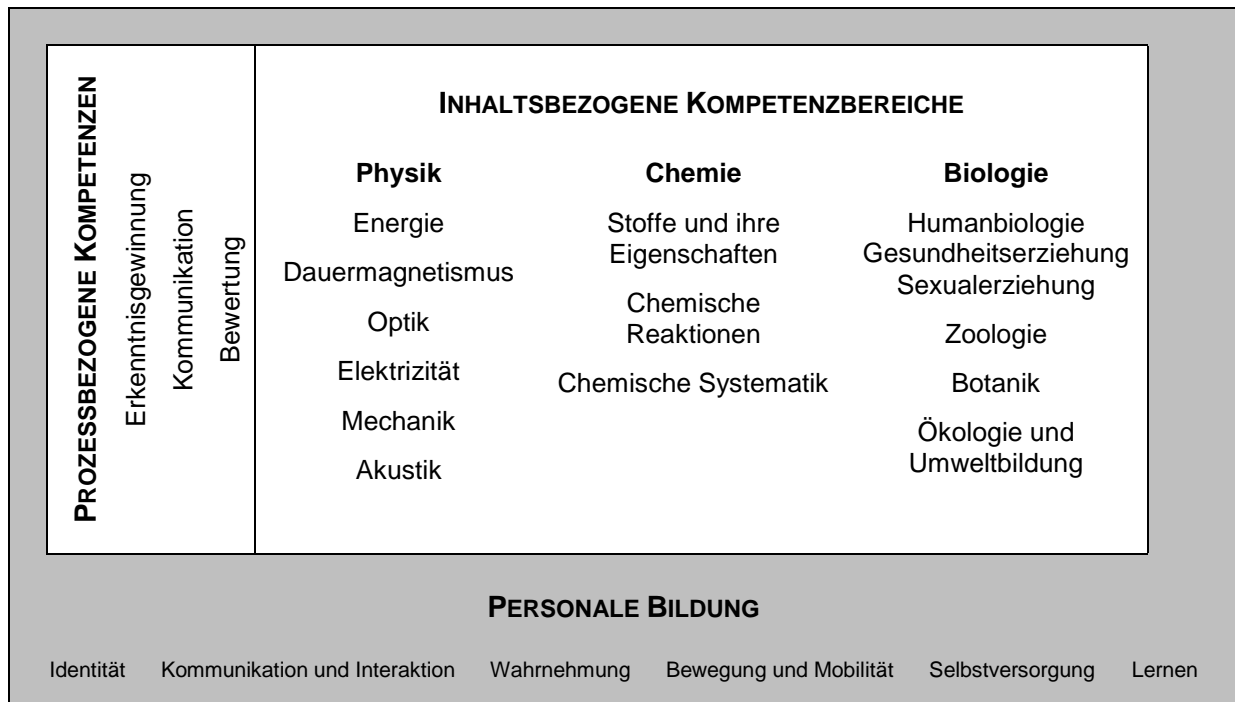 PROZESSBEZOGENE KOMPETENZEN
Erkenntnisgewinnung
Kommunikation
Bewertung
INHALTSBEZOGENE KOMPETENZBEREICHE
Physik
Energie
Dauermagnetismus
Optik
Elektrizität
Mechanik
Akustik
Chemie
Stoffe und ihre
Eigenschaften
Chemische
Reaktionen
Chemische Systematik
Biologie
Humanbiologie
Gesundheitserziehung
Sexualerziehung
Zoologie
Botanik
Ökologie und
Umweltbildung
PERSONALE BILDUNG
Identität Kommunikation und Interaktion Wahrnehmung Bewegung und Mobilität Selbstversorgung Lernen